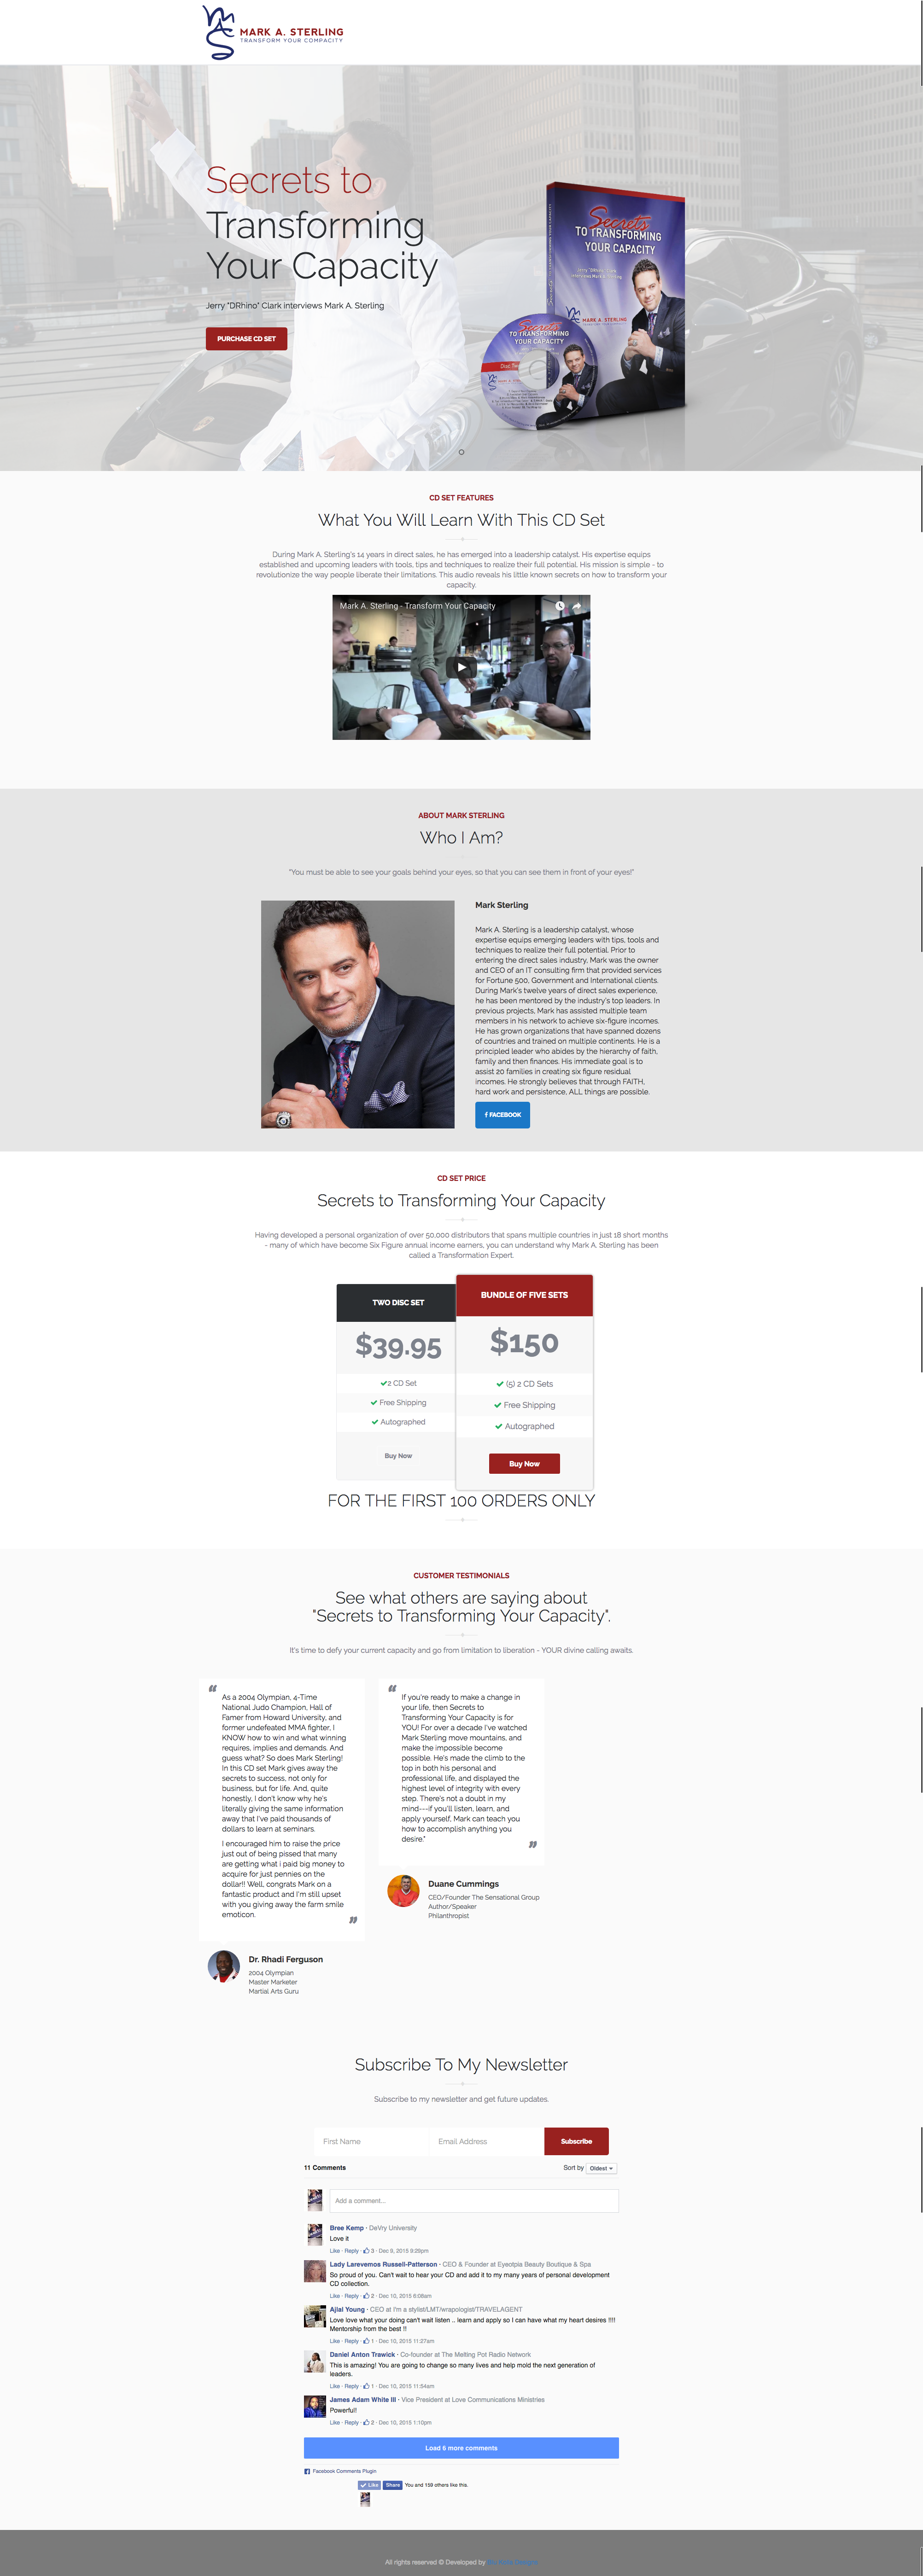 MARK A. STERLING
TRANSFORM YOUR COMPACITY
Secrets to
Transforming
Your Capacity
Jerry "DRhino" Clark interviews Mark A. Sterling
PURCHASE CD SET
Secrets
TO TRANSFORMING
YOUR CAPACITY
MARK A. STERLING
Secrets
TO TRANSFORMING
YOUR CAPACITY
CD SET FEATURES
What You Will Learn With This CD Set
During Mark A. Sterling's 14 years in direct sales, he has emerged into a leadership catalyst. His expertise equips
established and upcoming leaders with tools, tips and techniques to realize their full potential. His mission is simple - to
revolutionize the way people liberate their limitations. This audio reveals his little known secrets on how to transform your
capacity.
Mark A. Sterling - Transform Your Capacity
ABOUT MARK STERLING
Who I Am?
"You must be able to see your goals behind your eyes, so that you can see them in front of your eyes!"
Mark Sterling
Mark A. Sterling is a leadership catalyst, whose
expertise equips emerging leaders with tips, tools and
techniques to realize their full potential. Prior to
entering the direct sales industry, Mark was the owner
and CEO of an IT consulting firm that provided services
for Fortune 500, Government and International clients.
During Mark's twelve years of direct sales experience,
he has been mentored by the industry's top leaders. In
previous projects, Mark has assisted multiple team
members in his network to achieve six-figure incomes.
He has grown organizations that have spanned dozens
of countries and trained on multiple continents. He is a
principled leader who abides by the hierarchy of faith,
family and then finances. His immediate goal is to
assist 20 families in creating six figure residual
incomes. He strongly believes that through FAITH,
hard work and persistence, ALL things are possible.
f FACEBOOK
CD SET PRICE
Secrets to Transforming Your Capacity
Having developed a personal organization of over 50,000 distributors that spans multiple countries in just 18 short months
- many of which have become Six Figure annual income earners, you can understand why Mark A. Sterling has been
called a Transformation Expert.
TWO DISC SET
$39.95
2 CD Set
Free Shipping
Autographed
Buy Now
BUNDLE OF FIVE SETS
$150
(5) 2 CD Sets
Free Shipping
Autographed
Buy Now
FOR THE FIRST 100 ORDERS ONLY
CUSTOMER TESTIMONIALS
See what others are saying about
"Secrets to Transforming Your Capacity".
It's time to defy your current capacity and go from limitation to liberation - YOUR divine calling awaits.
As a 2004 Olympian, 4-Time
National Judo Champion, Hall of
Famer from Howard University, and
former undefeated MMA fighter, I
KNOW how to win and what winning
requires, implies and demands. And
guess what? So does Mark Sterling!
In this CD set Mark gives away the
secrets to success, not only for
business, but for life. And, quite
honestly, I don't know why he's
literally giving the same information
away that I've paid thousands of
dollars to learn at seminars.
I encouraged him to raise the price
just out of being pissed that many
are getting what i paid big money to
acquire for just pennies on the
dollar!! Well, congrats Mark on a
fantastic product and I'm still upset
with you giving away the farm smile
emoticon.
Dr. Rhadi Ferguson
2004 Olympian
Master Marketer
Martial Arts Guru
If you're ready to make a change in
your life, then Secrets to
Transforming Your Capacity is for
YOU! For over a decade I've watched
Mark Sterling move mountains, and
make the impossible become
possible. He's made the climb to the
top in both his personal and
professional life, and displayed the
highest level of integrity with every
step. There's not a doubt in my
mind---if you'll listen, learn, and
apply yourself, Mark can teach you
how to accomplish anything you
desire."
Duane Cummings
CEO/Founder The Sensational Group
Author/Speaker
Philanthropist
Subscribe To My Newsletter
Subscribe to my newsletter and get future updates.
First Name
Email Address
Subscribe
11 Comments
Sort by Oldest
Add a comment...
Bree Kemp · DeVry University
Love it
Like · Reply · 3 · Dec 9, 2015 9:29pm
Lady Larevemos Russell-Patterson · CEO & Founder at Eyeotpia Beauty Boutique & Spa
So proud of you. Can't wait to hear your CD and add it to my many years of personal development
CD collection.
Like · Reply · 2 · Dec 10, 2015 6:08am
Ajial Young · CEO at I'm a stylist/LMT/wrapologist/TRAVELAGENT
Love love what your doing can't wait listen .. learn and apply so I can have what my heart desires !!!!
Mentorship from the best !!
Like · Reply · 1 · Dec 10, 2015 11:27am
Daniel Anton Trawick · Co-founder at The Melting Pot Radio Network
This is amazing! You are going to change so many lives and help mold the next generation of
leaders.
Like · Reply · 1 · Dec 10, 2015 11:54am
James Adam White III · Vice President at Love Communications Ministries
Powerful!
Like · Reply · 2 · Dec 10, 2015 1:10pm
Load 6 more comments
Facebook Comments Plugin
Like
Share
You and 159 others like this.
All rights reserved © Developed by